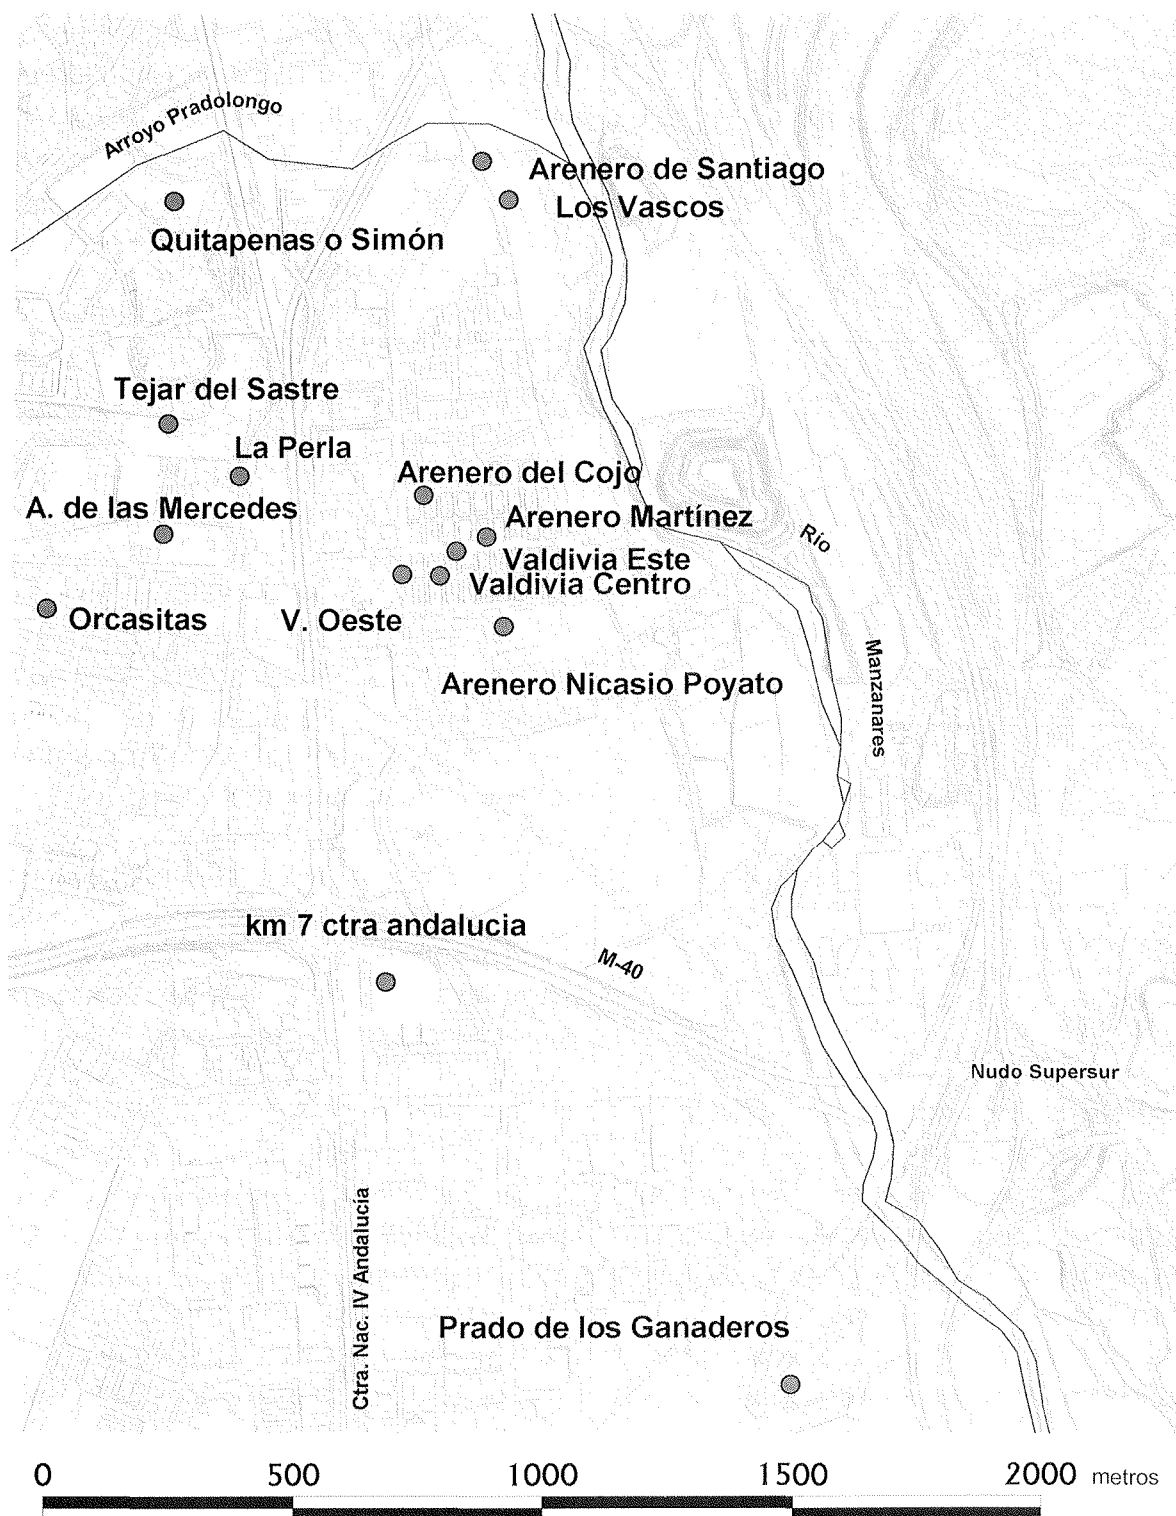 Arroyo Pradolongo
Arenero de Santiago
Los Vascos
Quitapenas o Simón
Tejar del Sastre
La Perla
Arenero del Cojo
A. de las Mercedes
Arenero Martínez
Río
Valdivia Este
Valdivia Centro
Orcasitas
V. Oeste
Manzanares
Arenero Nicasio Poyato
km 7 ctra andalucia
M-40
Nudo Supersur
Ctra. Nac. IV Andalucía
Prado de los Ganaderos
0 500 1000 1500 2000 metros